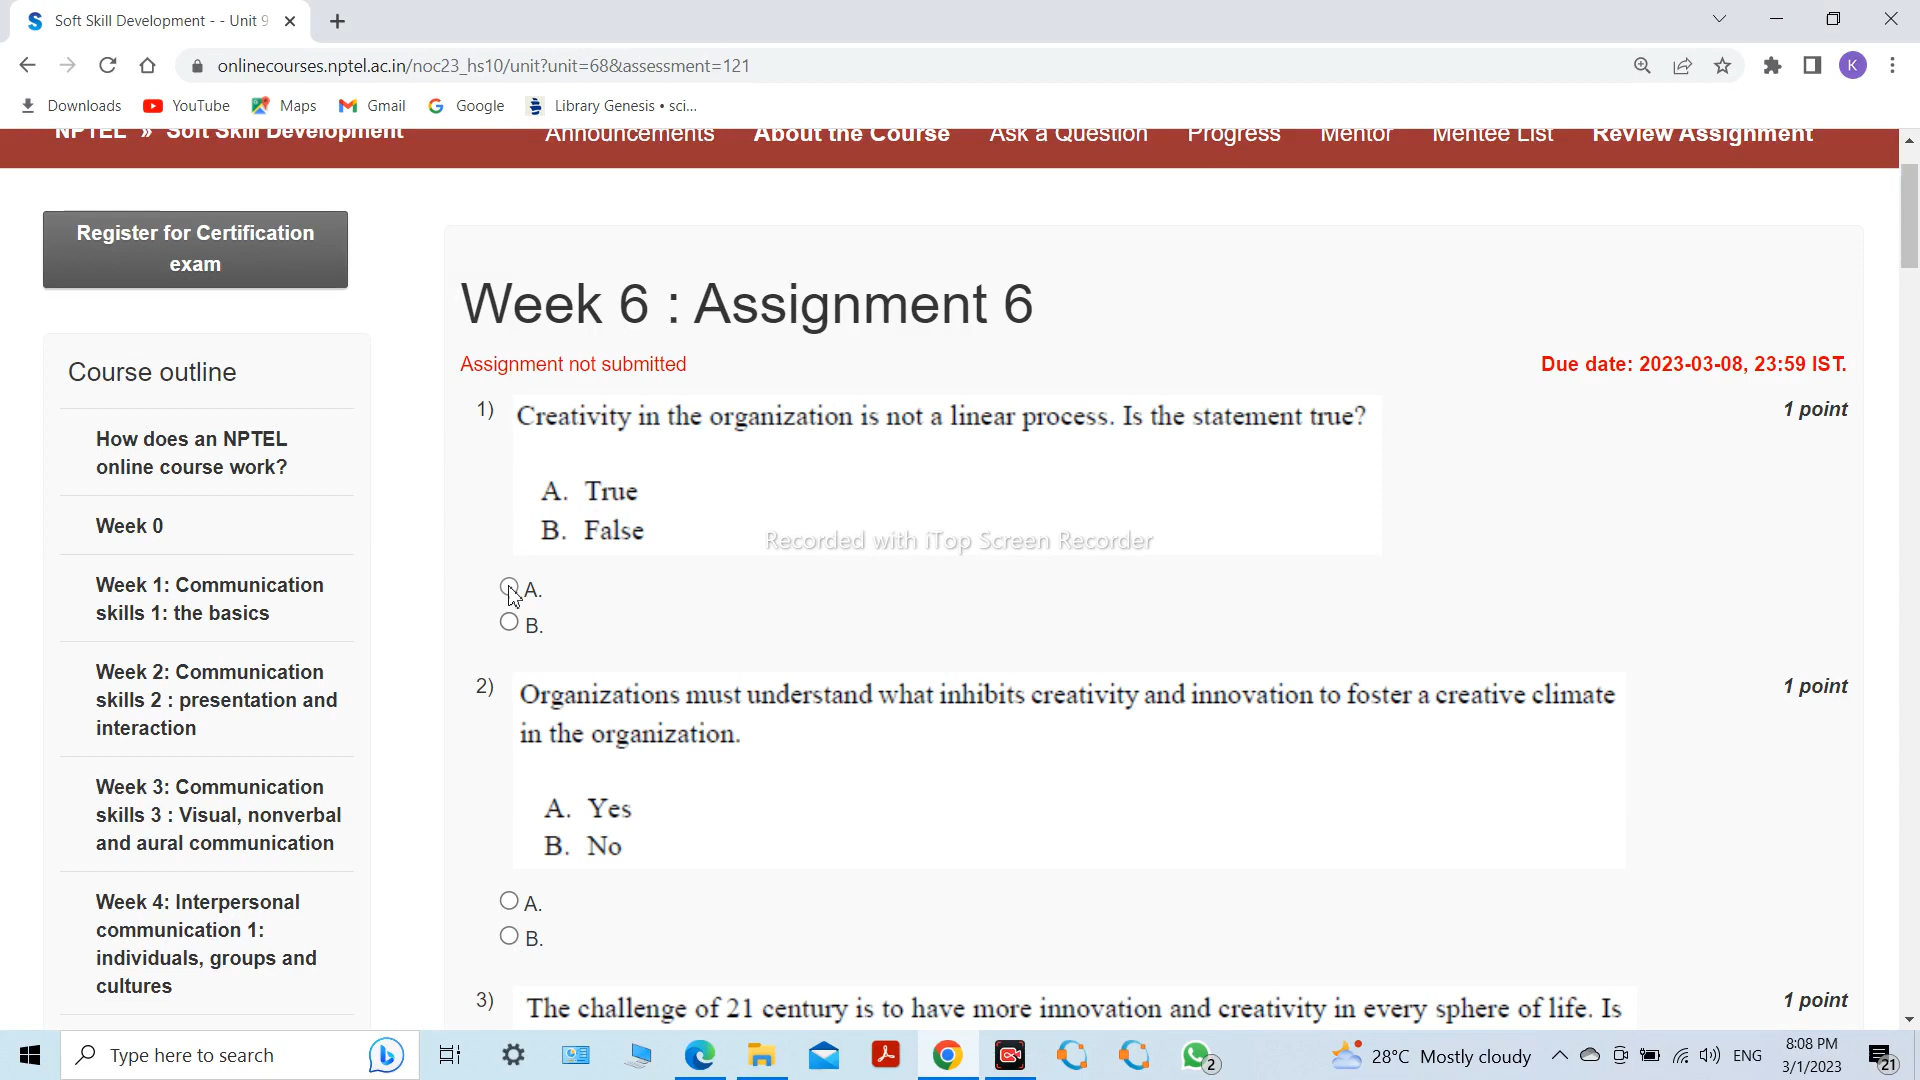 Soft Skill Development - - Unit 9
onlinecourses.nptel.ac.in/noc23_hs10/unit?unit=68&assessment=121
K
Downloads YouTube Maps Gmail Google Library Genesis • sci...
NPTEL » Soft Skill Development Announcements About the Course Ask a Question Progress Mentor Mentee List Review Assignment
Register for Certification
exam
Course outline
How does an NPTEL
online course work?
Week 0
Week 1: Communication
skills 1: the basics
Week 2: Communication
skills 2 : presentation and
interaction
Week 3: Communication
skills 3 : Visual, nonverbal
and aural communication
Week 4: Interpersonal
communication 1:
individuals, groups and
cultures
Week 6 : Assignment 6
Assignment not submitted Due date: 2023-03-08, 23:59 IST.
1) Creativity in the organization is not a linear process. Is the statement true? 1 point
A. True
B. False
Recorded with iTop Screen Recorder
A.
B.
2) Organizations must understand what inhibits creativity and innovation to foster a creative climate 1 point
in the organization.
A. Yes
B. No
A.
B.
3) The challenge of 21 century is to have more innovation and creativity in every sphere of life. Is 1 point
Type here to search
2
28°C Mostly cloudy
ENG
8:08 PM
3/1/2023
21